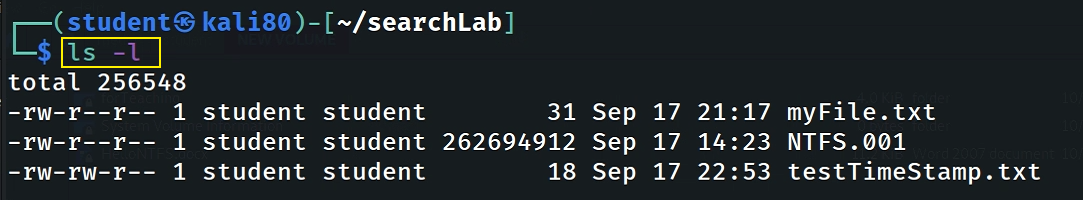 ┌──(student㉿kali80)-[~/searchLab]
└─$ ls -l
total 256548
-rw-r--r-- 1 student student        31 Sep 17 21:17 myFile.txt
-rw-r--r-- 1 student student 262694912 Sep 17 14:23 NTFS.001
-rw-rw-r-- 1 student student        18 Sep 17 22:53 testTimeStamp.txt